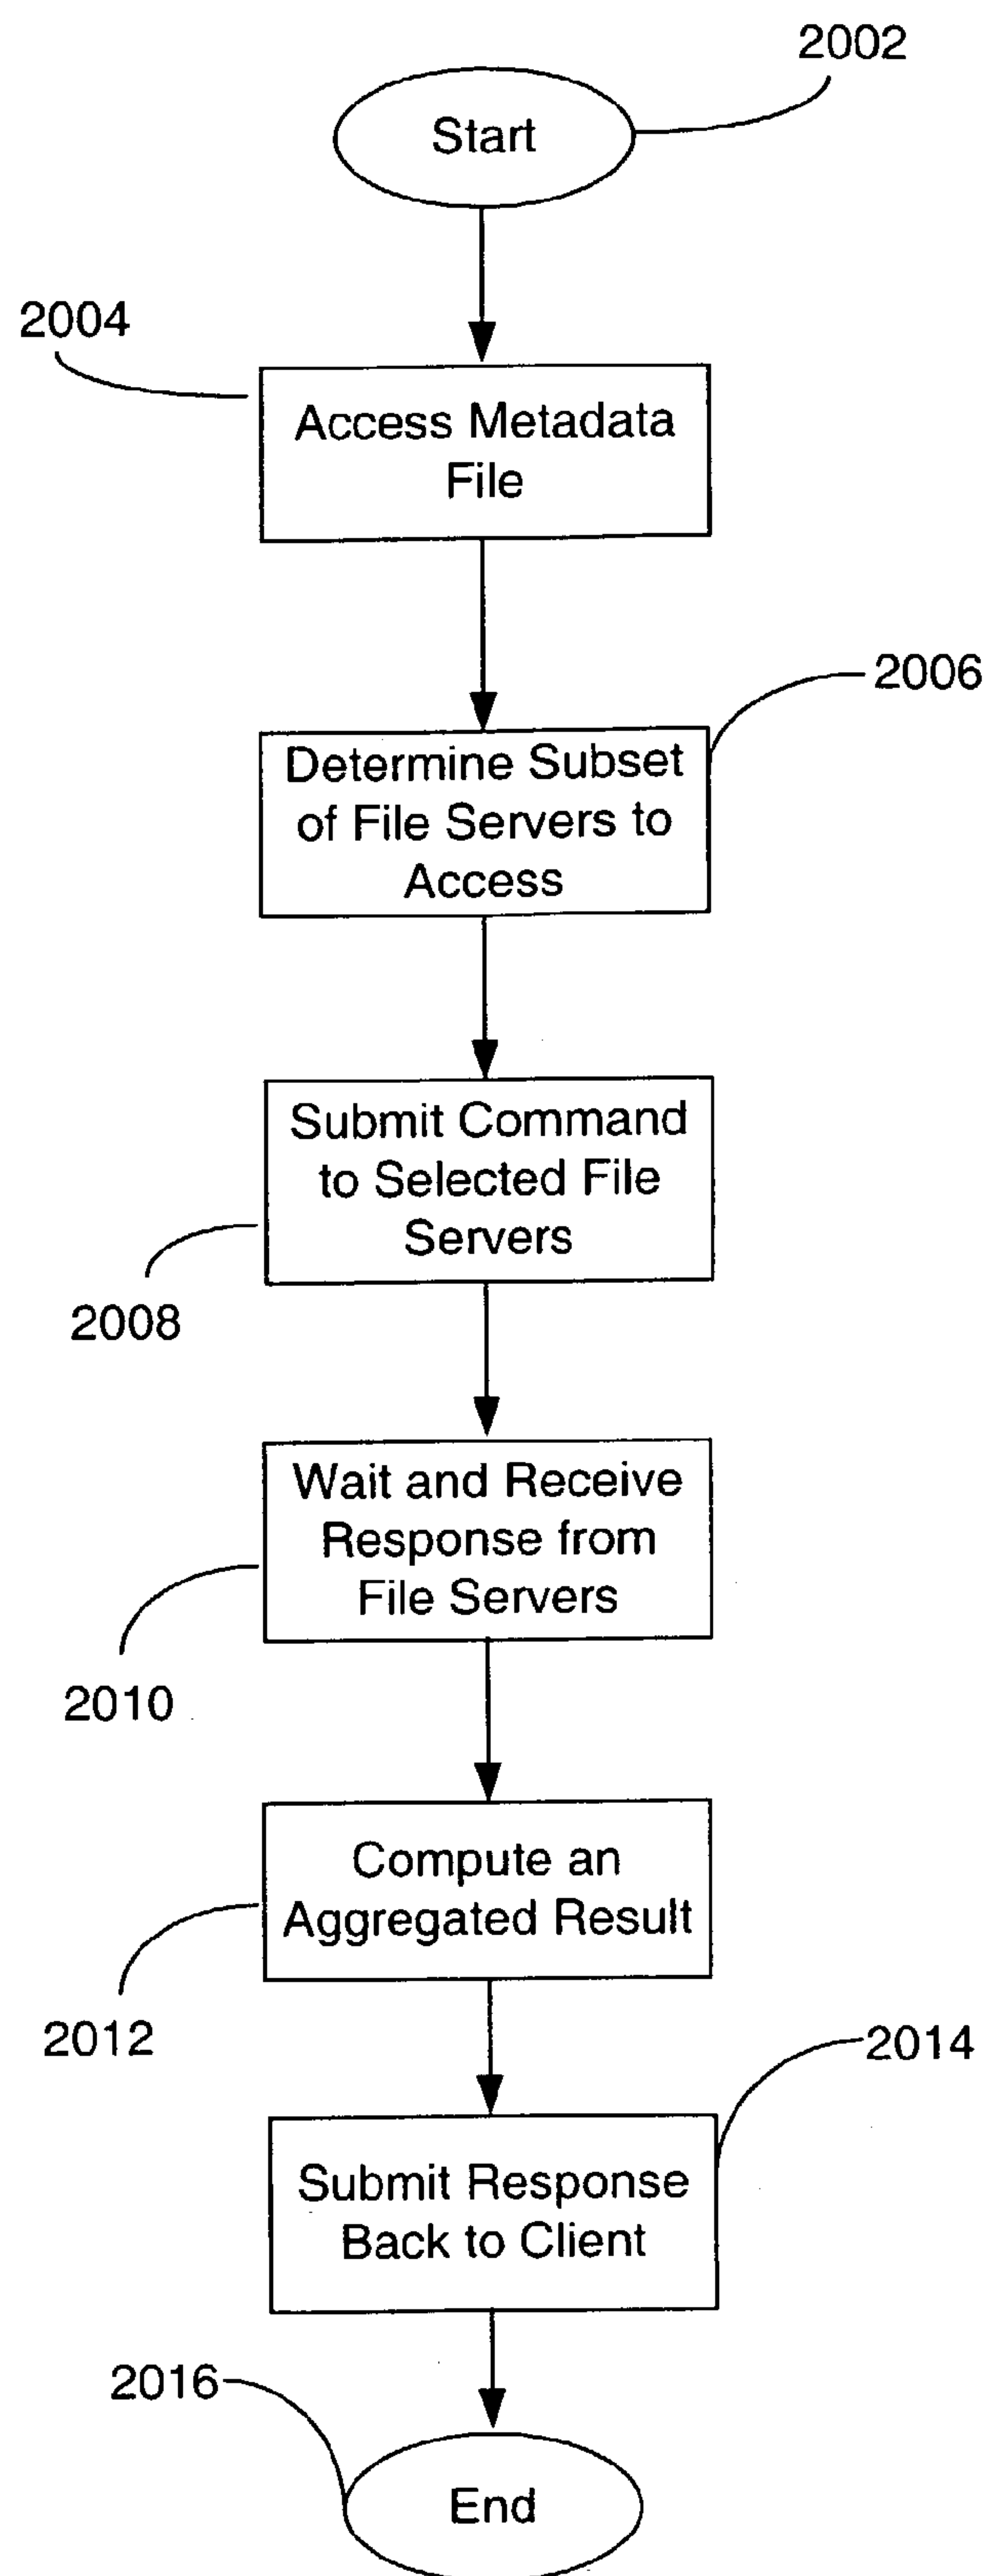 2002
Start
2004
Access Metadata
File
2006
Determine Subset
of File Servers to
Access
Submit Command
to Selected File
Servers
2008
Wait and Receive
Response from
File Servers
2010
Compute an
Aggregated Result
2012
2014
Submit Response
Back to Client
2016
End